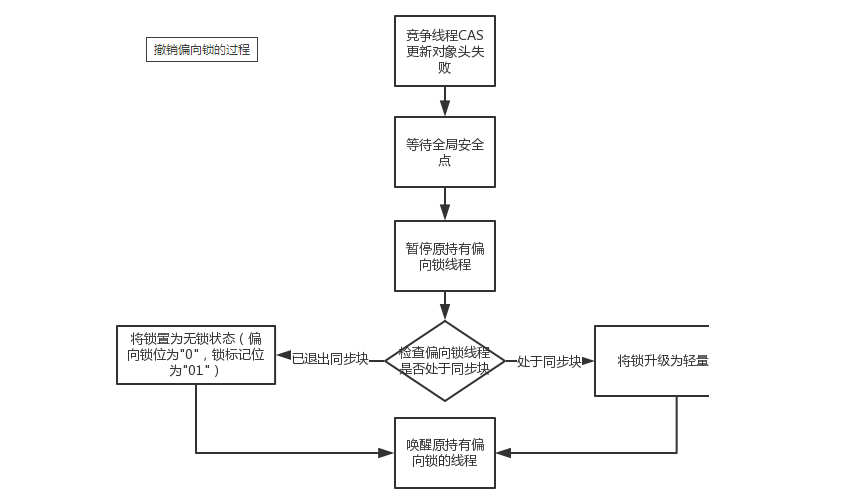 撤销偏向锁的过程
竞争线程CAS
更新对象头失
败
等待全局安全
点
暂停原持有偏
向锁线程
检查偏向锁线程
是否处于同步块
已退出同步块
处于同步块
将锁置为无锁状态（偏
向锁位为"0"，锁标记位
为"01"）
将锁升级为轻量
唤醒原持有偏
向锁的线程